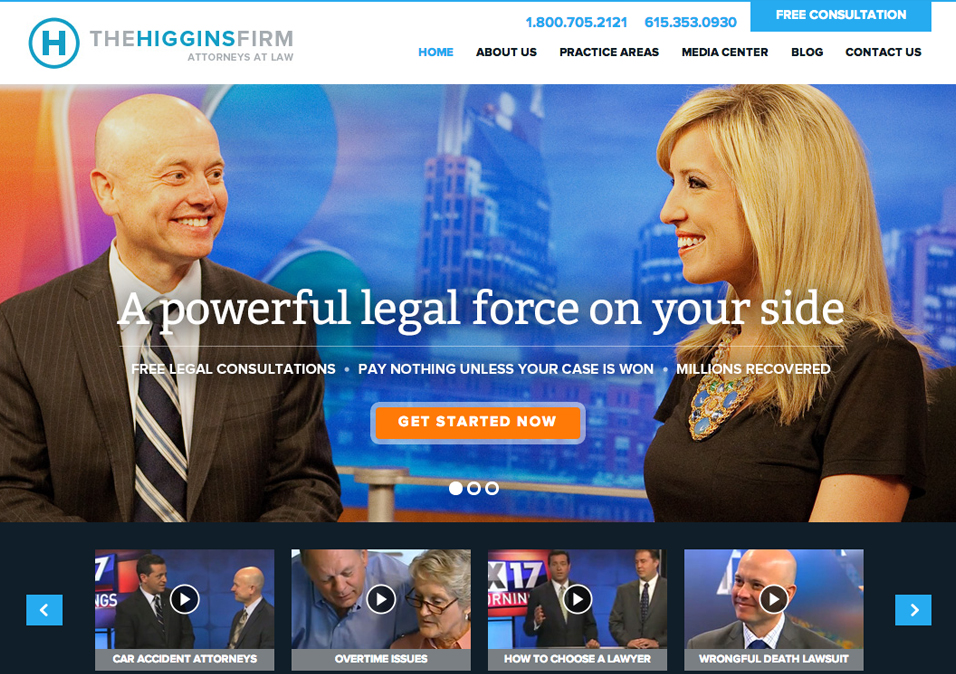 1.800.705.2121 615.353.0930 FREE CONSULTATION
H THEHIGGINSFIRM
ATTORNEYS AT LAW
HOME ABOUT US PRACTICE AREAS MEDIA CENTER BLOG CONTACT US
A powerful legal force on your side
FREE LEGAL CONSULTATIONS • PAY NOTHING UNLESS YOUR CASE IS WON • MILLIONS RECOVERED
GET STARTED NOW
7
NGS
X17
ORNIN
CAR ACCIDENT ATTORNEYS
OVERTIME ISSUES
HOW TO CHOOSE A LAWYER
WRONGFUL DEATH LAWSUIT